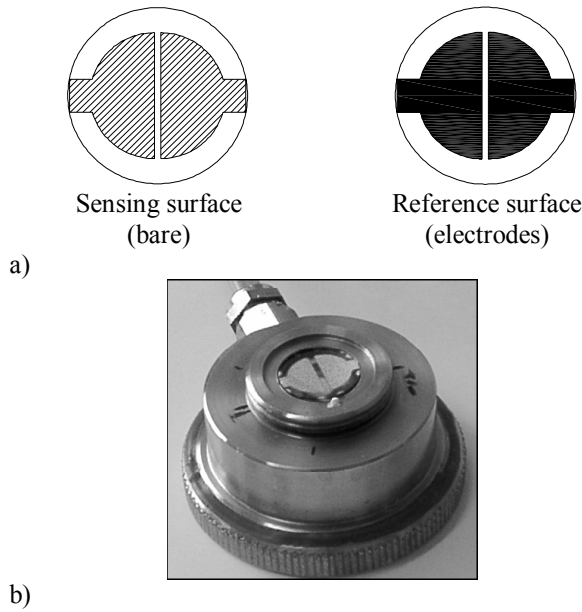 Sensing surface
(bare)
Reference surface
(electrodes)
a)
b)